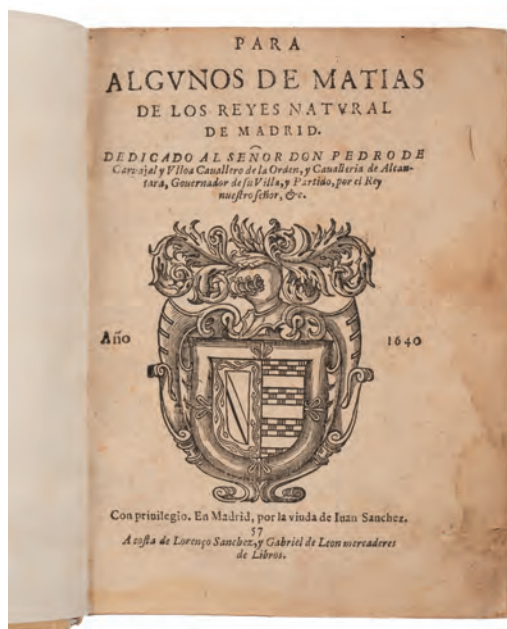 PARA
ALGVNOS DE MATIAS
DE LOS REYES NATVRAL
DE MADRID.
DEDICADO AL SEÑOR DON PEDRO DE
Carvajal y Vlloa Cauallero de la Orden, y Caualleria de Alcan-
tara, Gouernador de su Villa, y Partido, por el Rey
nuestro señor, &c.
Año 1640
Con priuilegio. En Madrid, por la viuda de Iuan Sanchez.
57
A costa de Lorenço Sanchez, y Gabriel de Leon mercaderes
de Libros.